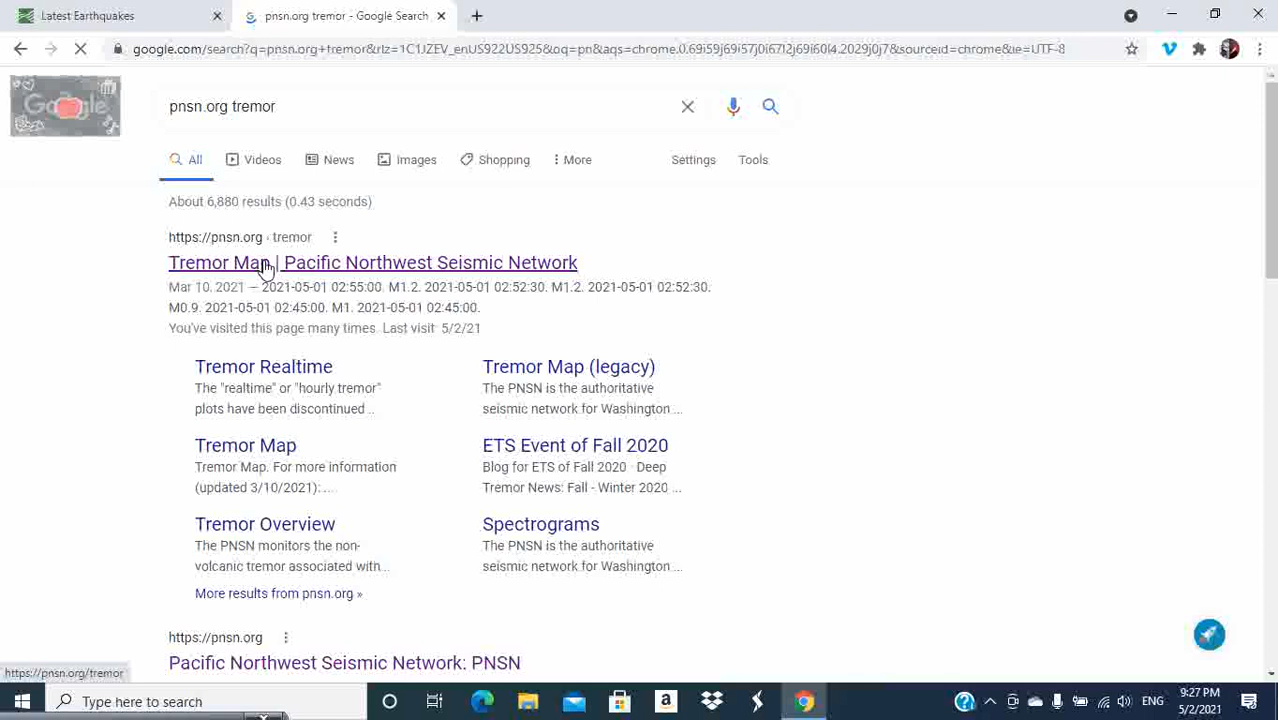 Latest Earthquakes
pnsn.org tremor - Google Search
google.com/search?q=pnsn.org+tremor&rlz=1C1JZEV_enUS922US925&oq=pn&aqs=chrome.0.69i59j69i57j0i67l2j69i60l4.2029j0j7&sourceid=chrome&ie=UTF-8
Google
pnsn.org tremor
All Videos News Images Shopping More Settings Tools
About 6,880 results (0.43 seconds)
https://pnsn.org › tremor
Tremor Map | Pacific Northwest Seismic Network
Mar 10, 2021 — 2021-05-01 02:55:00. M1.2. 2021-05-01 02:52:30. M1.2. 2021-05-01 02:52:30.
M0.9. 2021-05-01 02:45:00. M1. 2021-05-01 02:45:00.
You've visited this page many times. Last visit: 5/2/21
Tremor Realtime
The "realtime" or "hourly tremor"
plots have been discontinued ...
Tremor Map (legacy)
The PNSN is the authoritative
seismic network for Washington ...
Tremor Map
Tremor Map. For more information
(updated 3/10/2021): ...
ETS Event of Fall 2020
Blog for ETS of Fall 2020 · Deep
Tremor News: Fall - Winter 2020 ...
Tremor Overview
The PNSN monitors the non-
volcanic tremor associated with...
Spectrograms
The PNSN is the authoritative
seismic network for Washington ...
More results from pnsn.org »
https://pnsn.org
Pacific Northwest Seismic Network: PNSN
https://pnsn.org/tremor
Type here to search
ENG
9:27 PM
5/2/2021